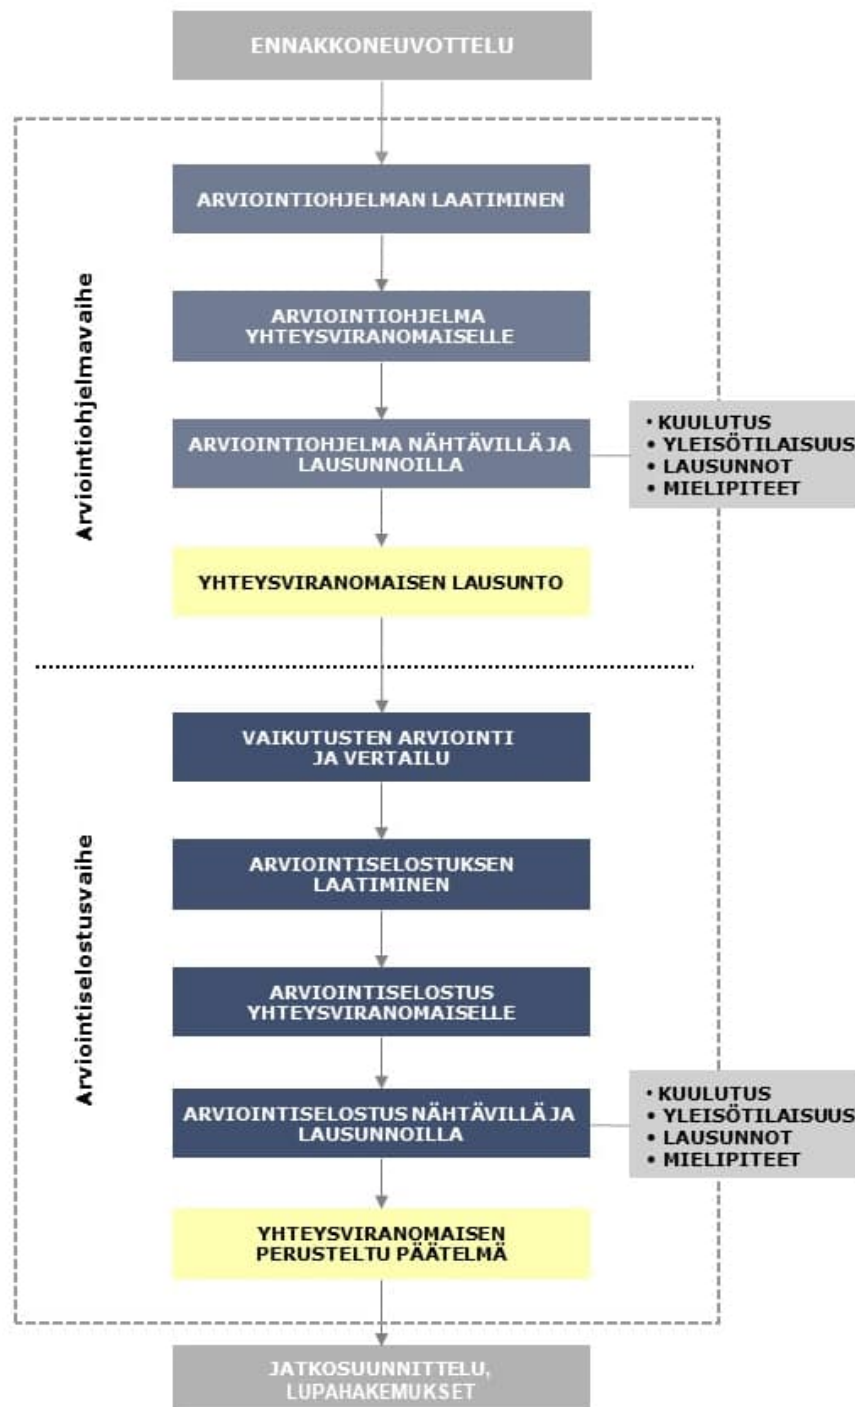 ENNAKKONEUVOTTELU
Arviointiohjelmavaihe
ARVIOINTIOHJELMAN LAATIMINEN
ARVIOINTIOHJELMA
YHTEYSVIRANOMAISELLE
ARVIOINTIOHJELMA NÄHTÄVILLÄ JA
LAUSUNNOILLA
• KUULUTUS
• YLEISÖTILAISUUS
• LAUSUNNOT
• MIELIPITEET
YHTEYSVIRANOMAISEN LAUSUNTO
Arviointiselostusvaihe
VAIKUTUSTEN ARVIOINTI
JA VERTAILU
ARVIOINTISELOSTUKSEN
LAATIMINEN
ARVIOINTISELOSTUS
YHTEYSVIRANOMAISELLE
ARVIOINTISELOSTUS NÄHTÄVILLÄ JA
LAUSUNNOILLA
• KUULUTUS
• YLEISÖTILAISUUS
• LAUSUNNOT
• MIELIPITEET
YHTEYSVIRANOMAISEN
PERUSTELTU PÄÄTELMÄ
JATKOSUUNNITTELU,
LUPAHAKEMUKSET